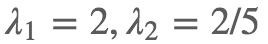 λ₁ = 2, λ₂ = 2/5